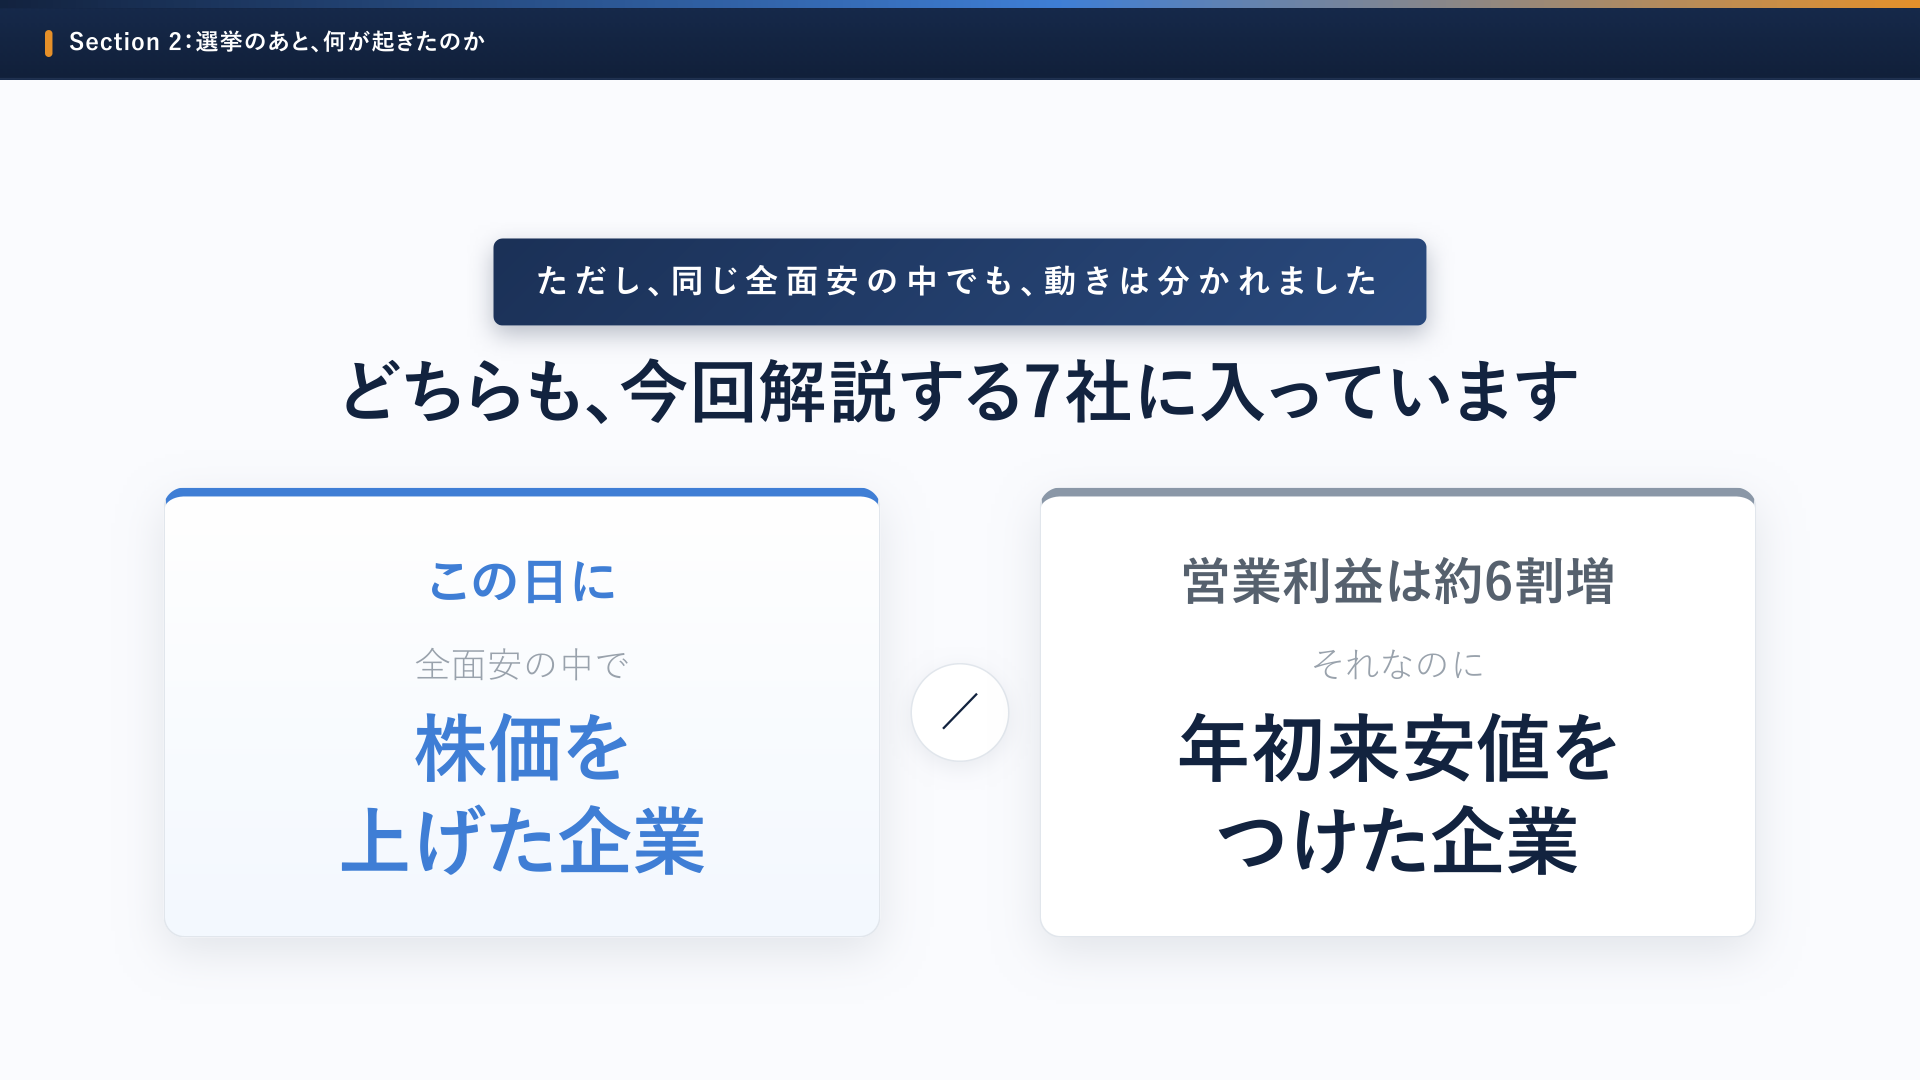 Section 2：選挙のあと、何が起きたのか
ただし、同じ全面安の中でも、動きは分かれました
どちらも、今回解説する7社に入っています
この日に
全面安の中で
株価を
上げた企業
／
営業利益は約6割増
それなのに
年初来安値を
つけた企業